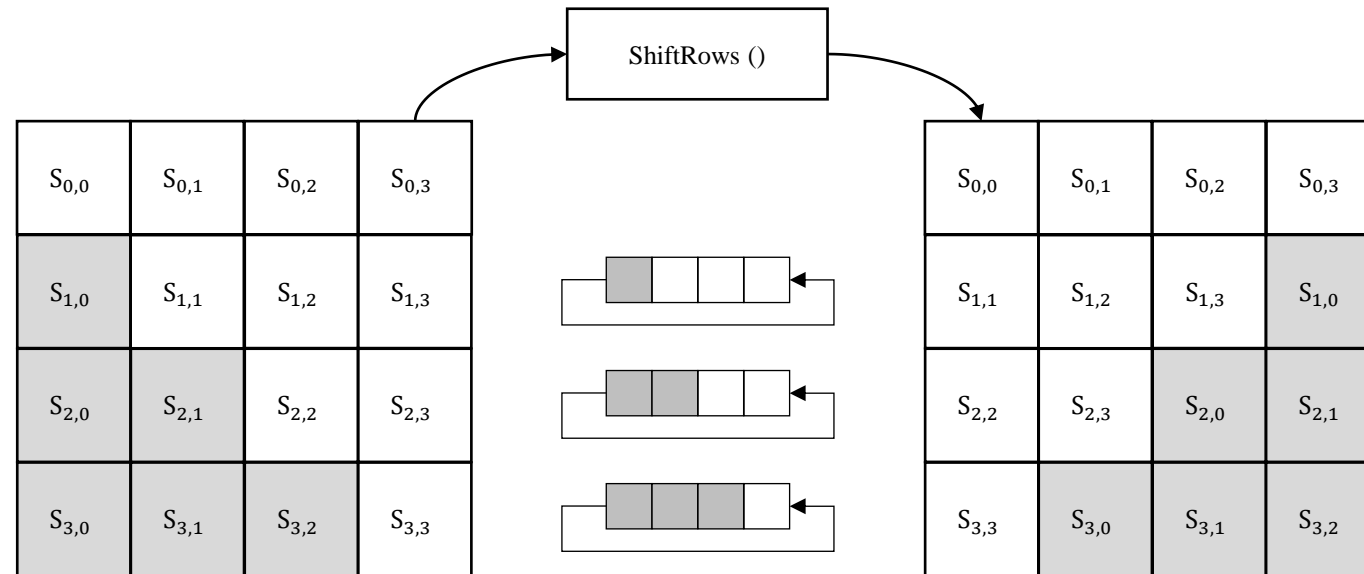 ShiftRows ()
S0,0 S0,1 S0,2 S0,3
S1,0 S1,1 S1,2 S1,3
S2,0 S2,1 S2,2 S2,3
S3,0 S3,1 S3,2 S3,3
S0,0 S0,1 S0,2 S0,3
S1,1 S1,2 S1,3 S1,0
S2,2 S2,3 S2,0 S2,1
S3,3 S3,0 S3,1 S3,2